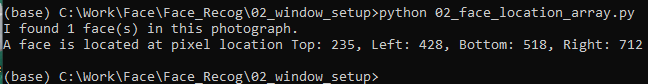 (base) C:\Work\Face\Face_Recog\02_window_setup>python 02_face_location_array.py
I found 1 face(s) in this photograph.
A face is located at pixel location Top: 235, Left: 428, Bottom: 518, Right: 712
(base) C:\Work\Face\Face_Recog\02_window_setup>